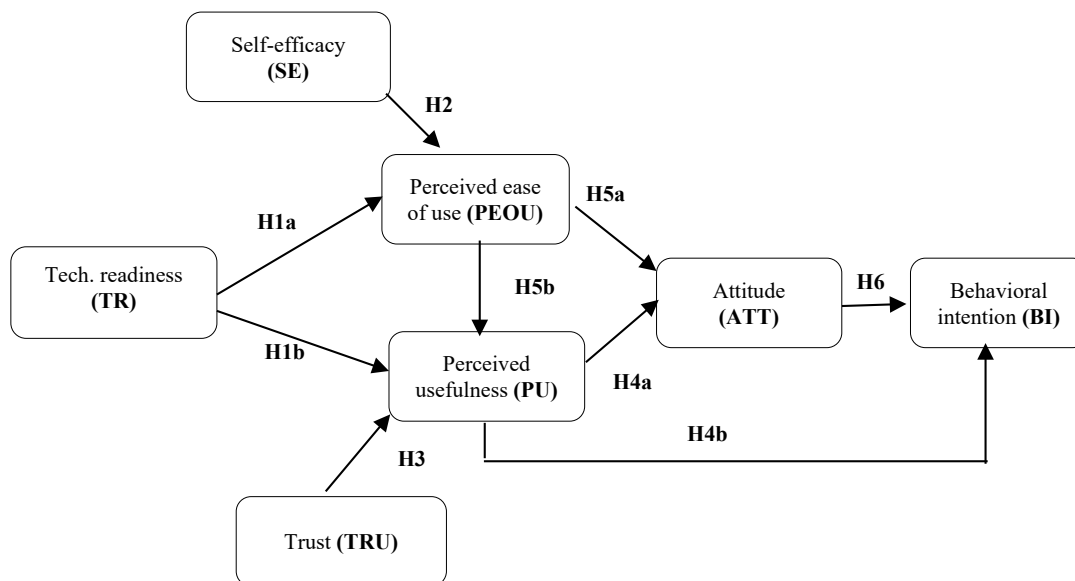 Self-efficacy
(SE)
H2
Perceived ease
of use (PEOU)
H5a
H1a
Tech. readiness
(TR)
H5b
Attitude
(ATT)
H6
Behavioral
intention (BI)
H1b
Perceived
usefulness (PU)
H4a
H4b
H3
Trust (TRU)